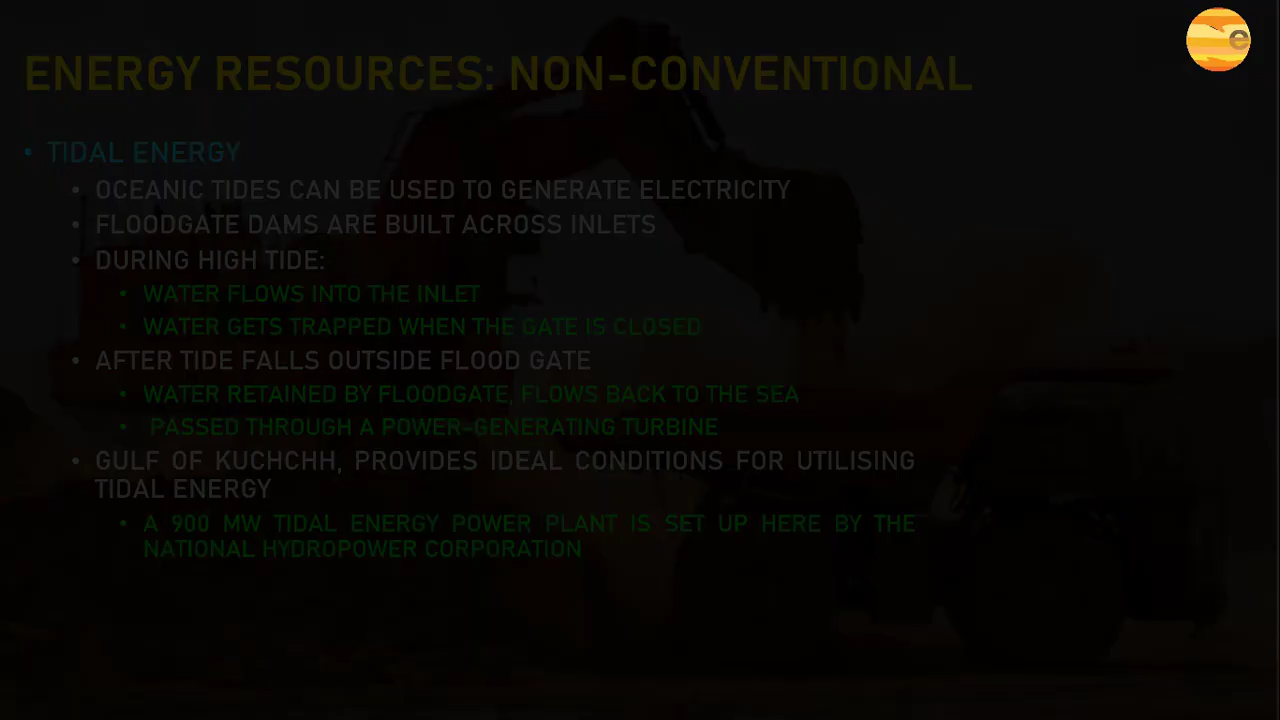 e
ENERGY RESOURCES: NON-CONVENTIONAL
• TIDAL ENERGY
• OCEANIC TIDES CAN BE USED TO GENERATE ELECTRICITY
• FLOODGATE DAMS ARE BUILT ACROSS INLETS
• DURING HIGH TIDE:
• WATER FLOWS INTO THE INLET
• WATER GETS TRAPPED WHEN THE GATE IS CLOSED
• AFTER TIDE FALLS OUTSIDE FLOOD GATE
• WATER RETAINED BY FLOODGATE, FLOWS BACK TO THE SEA
• PASSED THROUGH A POWER-GENERATING TURBINE
• GULF OF KUCHCHH, PROVIDES IDEAL CONDITIONS FOR UTILISING
TIDAL ENERGY
• A 900 MW TIDAL ENERGY POWER PLANT IS SET UP HERE BY THE
NATIONAL HYDROPOWER CORPORATION